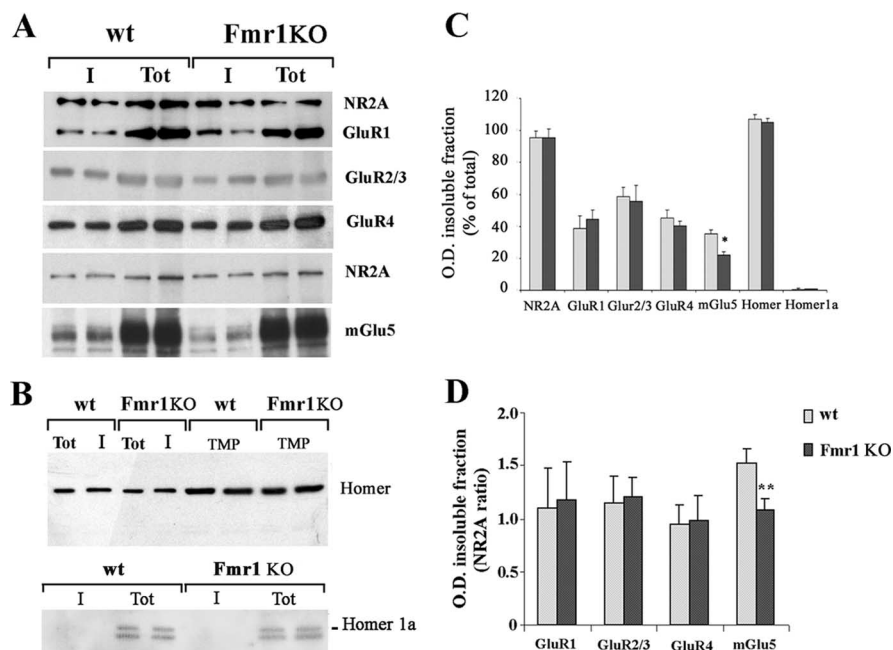 A
wt
Fmr1KO
I
Tot
I
Tot
NR2A
GluR1
GluR2/3
GluR4
NR2A
mGlu5
B
wt
Fmr1KO
wt
Fmr1KO
Tot
I
Tot
I
TMP
TMP
Homer
wt
Fmr1 KO
I
Tot
I
Tot
Homer 1a
C
O.D. insoluble fraction
(% of total)
120
100
80
60
40
20
0
*
NR2A
GluR1
Glur2/3
GluR4
mGlu5
Homer
Homer1a
D
O.D. insoluble fraction
(NR2A ratio)
2.0
1.5
1.0
0.5
0
**
GluR1
GluR2/3
GluR4
mGlu5
wt
Fmr1 KO